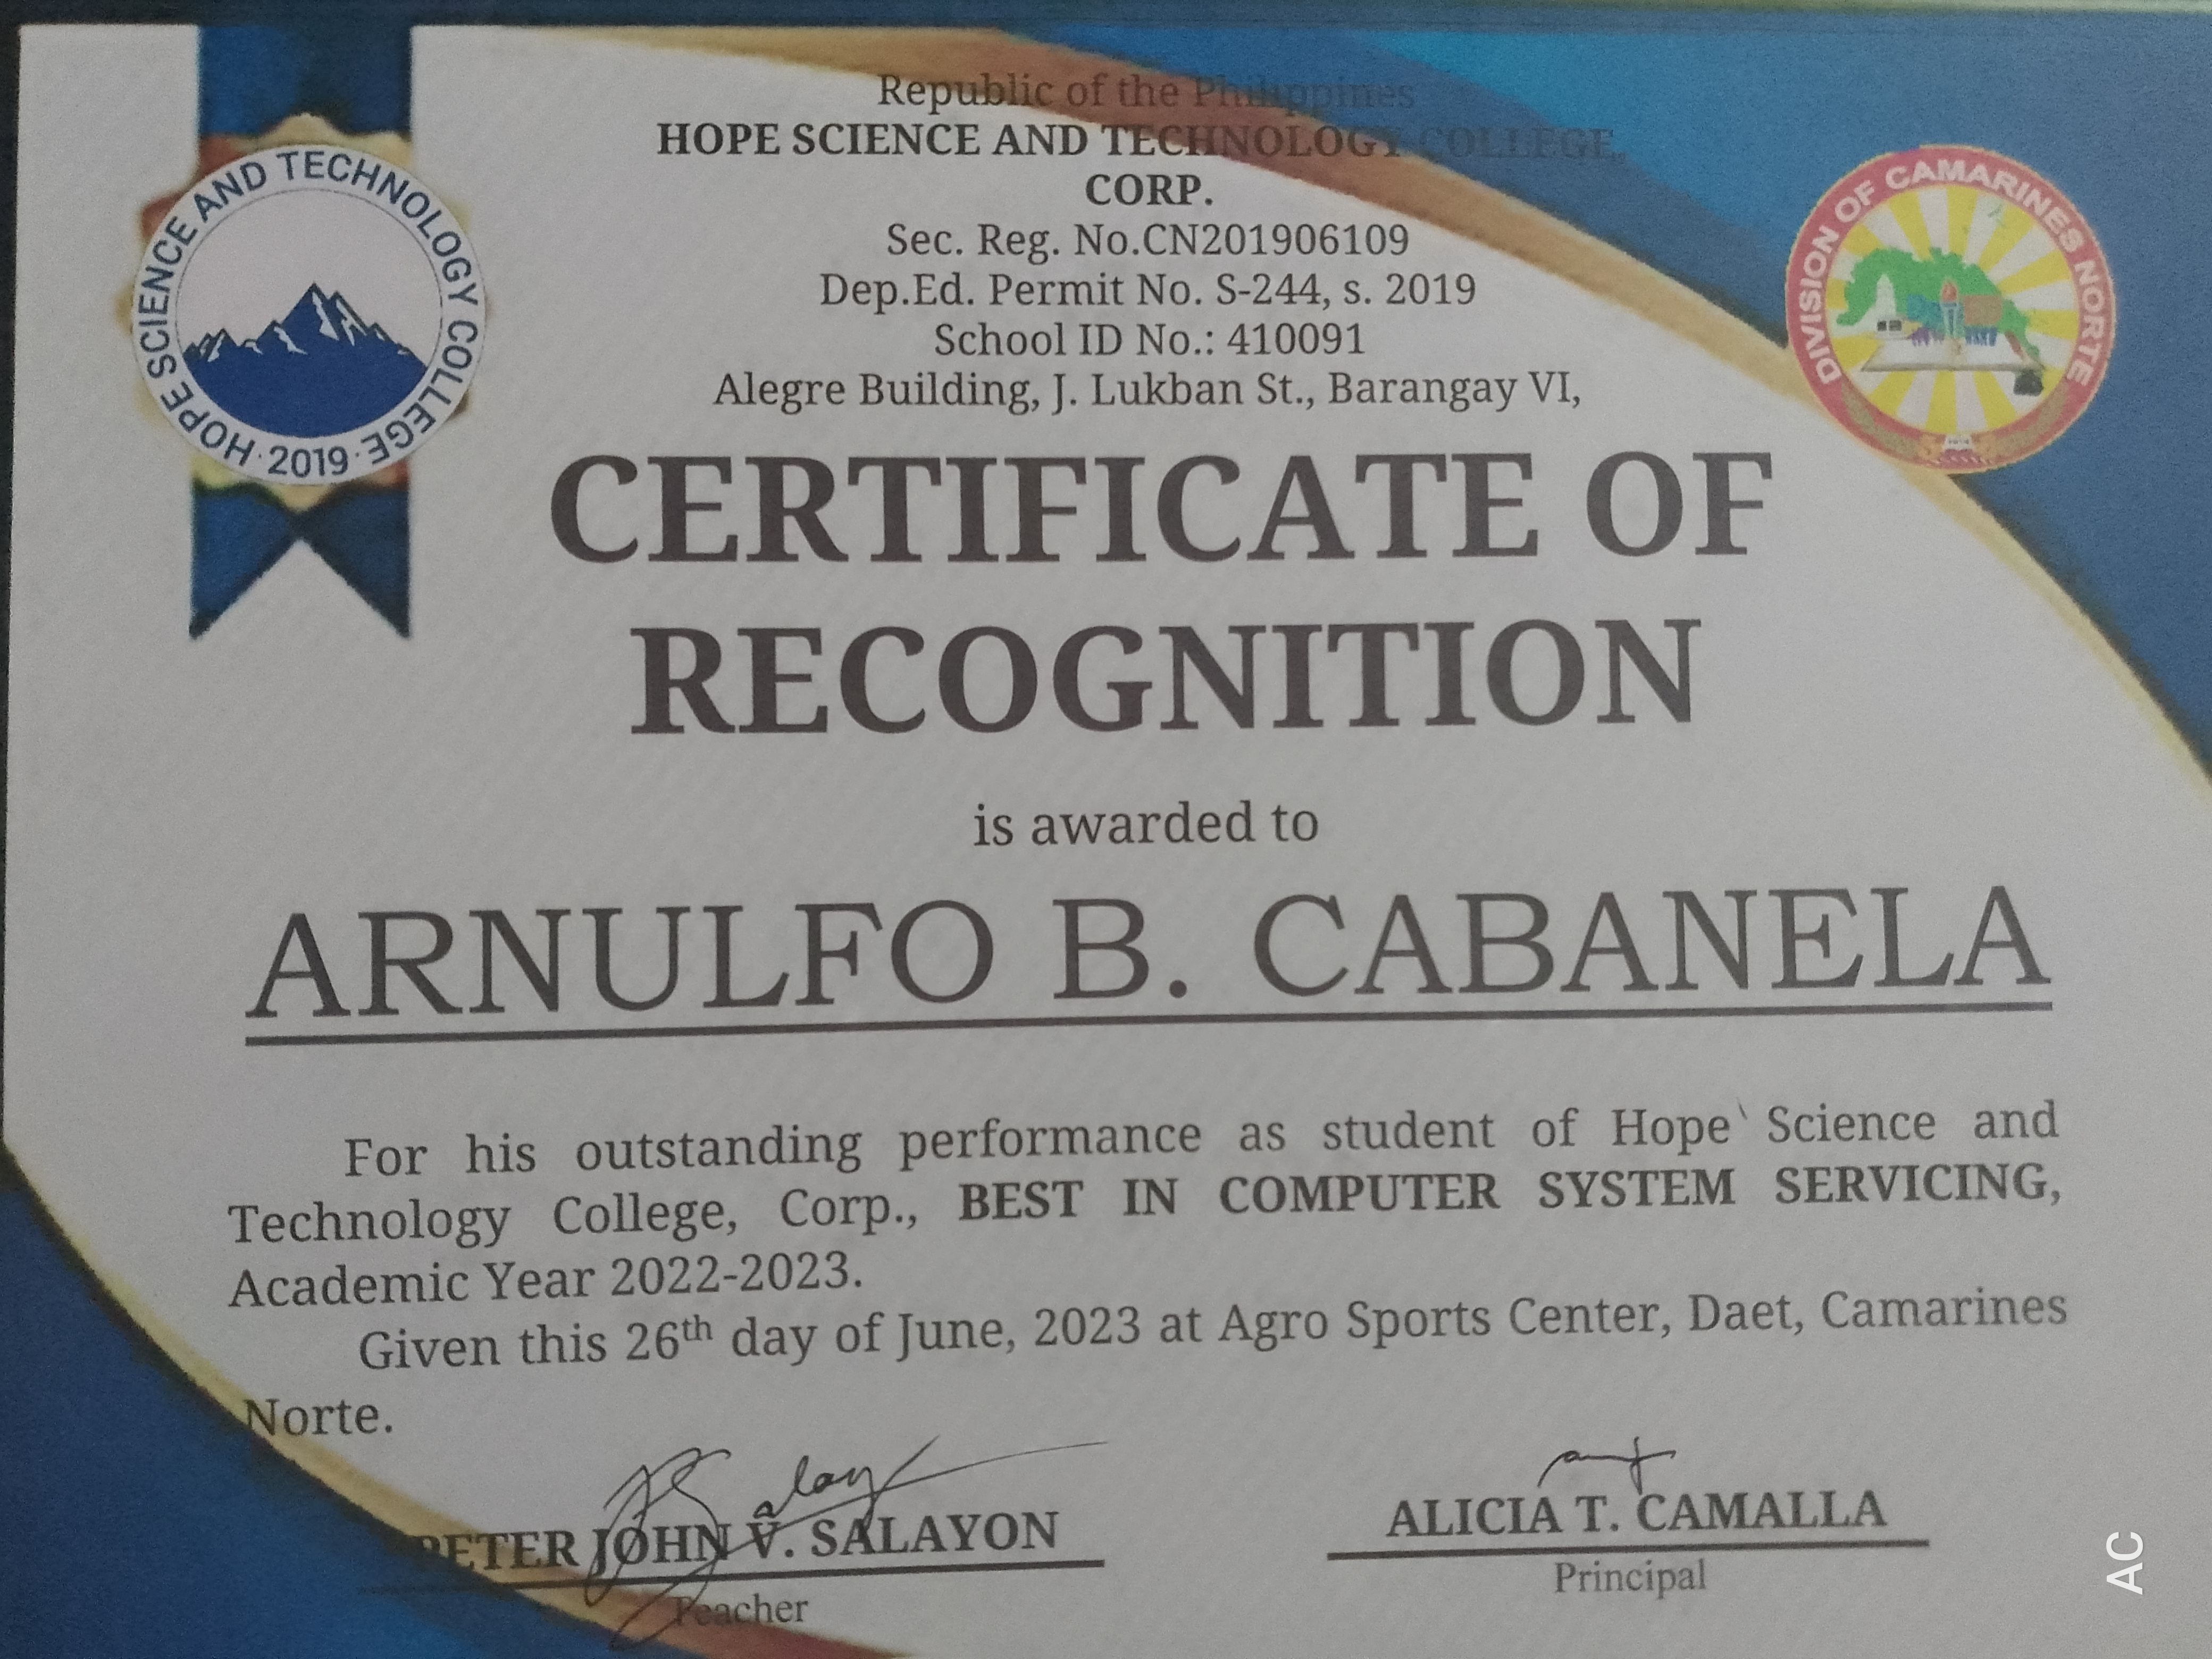 Republic of the Philippines
HOPE SCIENCE AND TECHNOLOGY COLLEGE,
CORP.
Sec. Reg. No.CN201906109
Dep.Ed. Permit No. S-244, s. 2019
School ID No.: 410091
Alegre Building, J. Lukban St., Barangay VI,
HOPE SCIENCE AND TECHNOLOGY COLLEGE
· 2019 ·
DIVISION OF CAMARINES NORTE
CERTIFICATE OF
RECOGNITION
is awarded to
ARNULFO B. CABANELA
For his outstanding performance as student of Hope Science and
Technology College, Corp., BEST IN COMPUTER SYSTEM SERVICING,
Academic Year 2022-2023.
Given this 26th day of June, 2023 at Agro Sports Center, Daet, Camarines
Norte.
PETER JOHN V. SALAYON
Teacher
ALICIA T. CAMALLA
Principal
AC